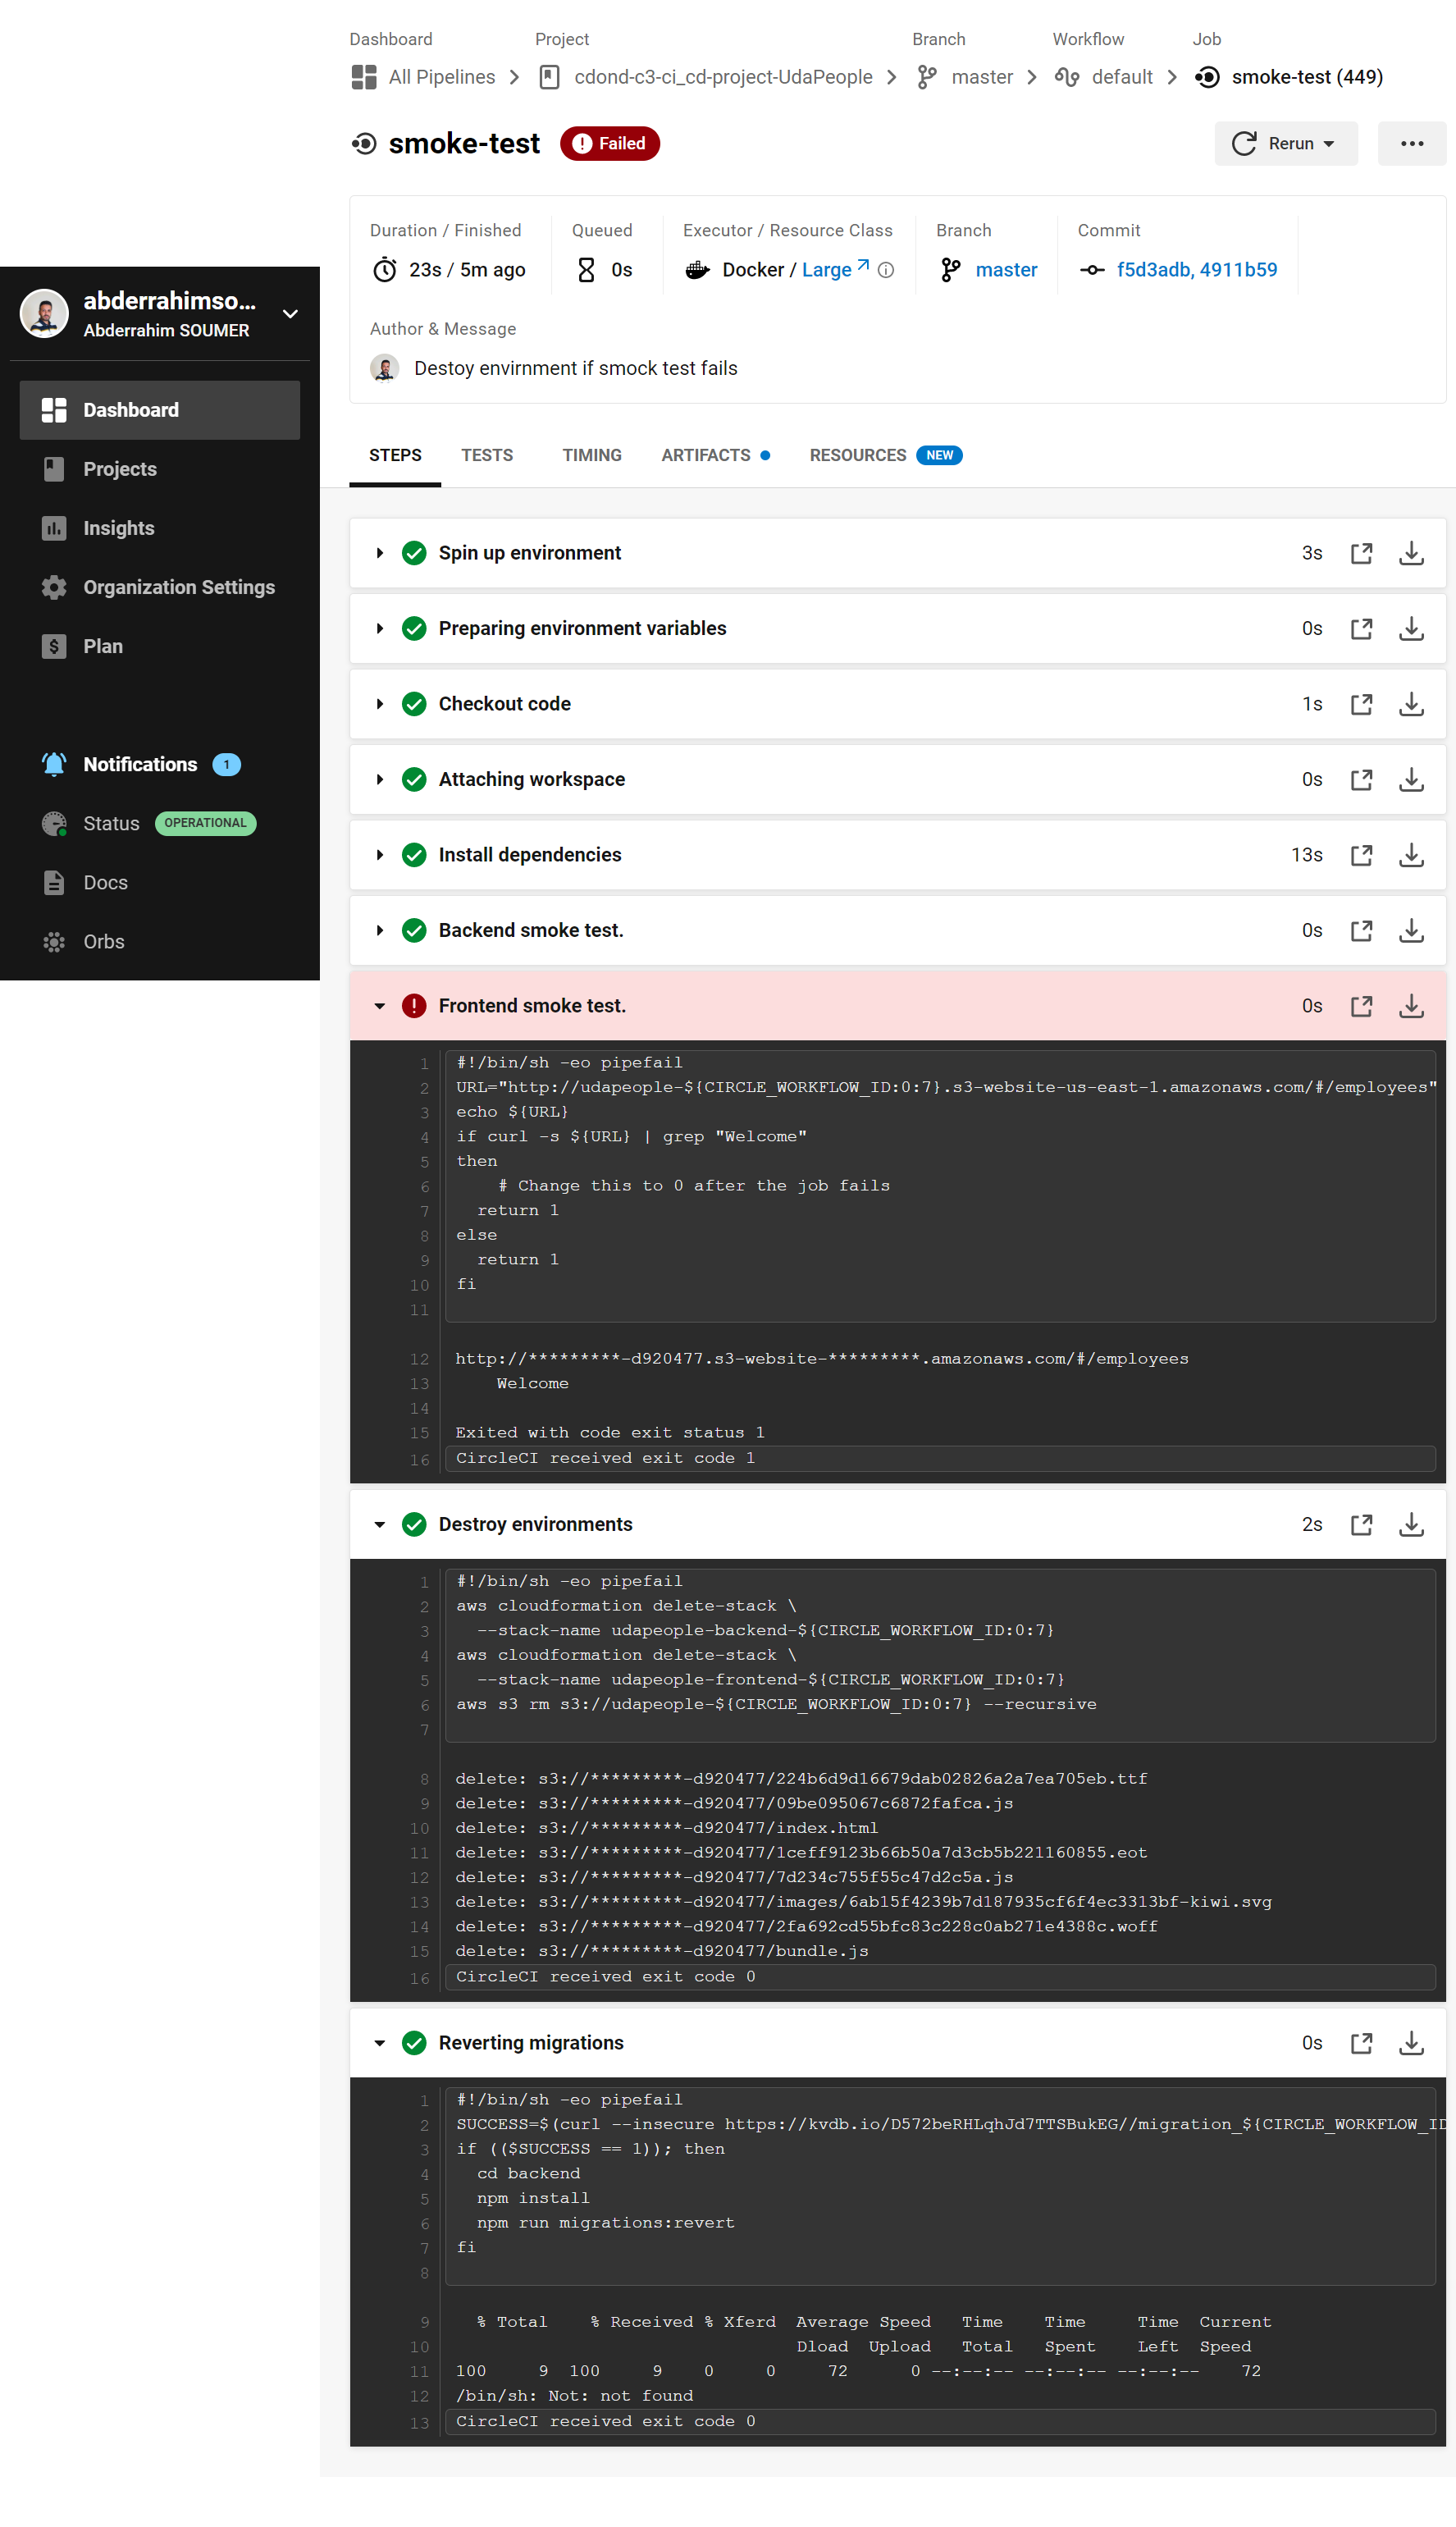 Dashboard Project Branch Workflow Job
All Pipelines cdond-c3-ci_cd-project-UdaPeople master default smoke-test (449)
smoke-test Failed Rerun
Duration / Finished Queued Executor / Resource Class Branch Commit
23s / 5m ago 0s Docker / Large master f5d3adb, 4911b59
Author & Message
Destoy envirnment if smock test fails
abderrahimso...
Abderrahim SOUMER
Dashboard
Projects
Insights
Organization Settings
Plan
Notifications 1
Status OPERATIONAL
Docs
Orbs
STEPS TESTS TIMING ARTIFACTS RESOURCES NEW
Spin up environment 3s
Preparing environment variables 0s
Checkout code 1s
Attaching workspace 0s
Install dependencies 13s
Backend smoke test. 0s
Frontend smoke test. 0s
1 #!/bin/sh -eo pipefail
2 URL="http://udapeople-${CIRCLE_WORKFLOW_ID:0:7}.s3-website-us-east-1.amazonaws.com/#/employees"
3 echo ${URL}
4 if curl -s ${URL} | grep "Welcome"
5 then
6     # Change this to 0 after the job fails
7   return 1
8 else
9   return 1
10 fi
11
12 http://*********-d920477.s3-website-*********.amazonaws.com/#/employees
13     Welcome
14
15 Exited with code exit status 1
16 CircleCI received exit code 1
Destroy environments 2s
1 #!/bin/sh -eo pipefail
2 aws cloudformation delete-stack \
3   --stack-name udapeople-backend-${CIRCLE_WORKFLOW_ID:0:7}
4 aws cloudformation delete-stack \
5   --stack-name udapeople-frontend-${CIRCLE_WORKFLOW_ID:0:7}
6 aws s3 rm s3://udapeople-${CIRCLE_WORKFLOW_ID:0:7} --recursive
7
8 delete: s3://*********-d920477/224b6d9d16679dab02826a2a7ea705eb.ttf
9 delete: s3://*********-d920477/09be095067c6872fafca.js
10 delete: s3://*********-d920477/index.html
11 delete: s3://*********-d920477/1ceff9123b66b50a7d3cb5b221160855.eot
12 delete: s3://*********-d920477/7d234c755f55c47d2c5a.js
13 delete: s3://*********-d920477/images/6ab15f4239b7d187935cf6f4ec3313bf-kiwi.svg
14 delete: s3://*********-d920477/2fa692cd55bfc83c228c0ab271e4388c.woff
15 delete: s3://*********-d920477/bundle.js
16 CircleCI received exit code 0
Reverting migrations 0s
1 #!/bin/sh -eo pipefail
2 SUCCESS=$(curl --insecure https://kvdb.io/D572beRHLqhJd7TTSBukEG//migration_${CIRCLE_WORKFLOW_ID
3 if (($SUCCESS == 1)); then
4   cd backend
5   npm install
6   npm run migrations:revert
7 fi
8
9   % Total    % Received % Xferd  Average Speed   Time    Time     Time  Current
10                                  Dload  Upload   Total   Spent    Left  Speed
11 100     9  100     9    0     0     72      0 --:--:-- --:--:-- --:--:--    72
12 /bin/sh: Not: not found
13 CircleCI received exit code 0